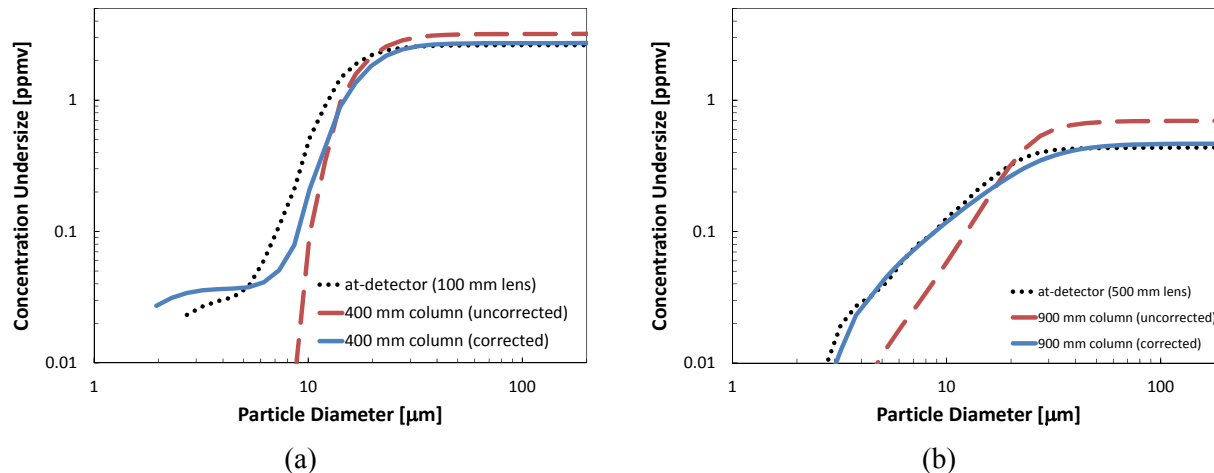 Concentration Undersize [ppmv]
1
0.1
0.01
at-detector (100 mm lens)
400 mm column (uncorrected)
400 mm column (corrected)
1
10
100
Particle Diameter [μm]
(a)
Concentration Undersize [ppmv]
1
0.1
0.01
at-detector (500 mm lens)
900 mm column (uncorrected)
900 mm column (corrected)
1
10
100
Particle Diameter [μm]
(b)